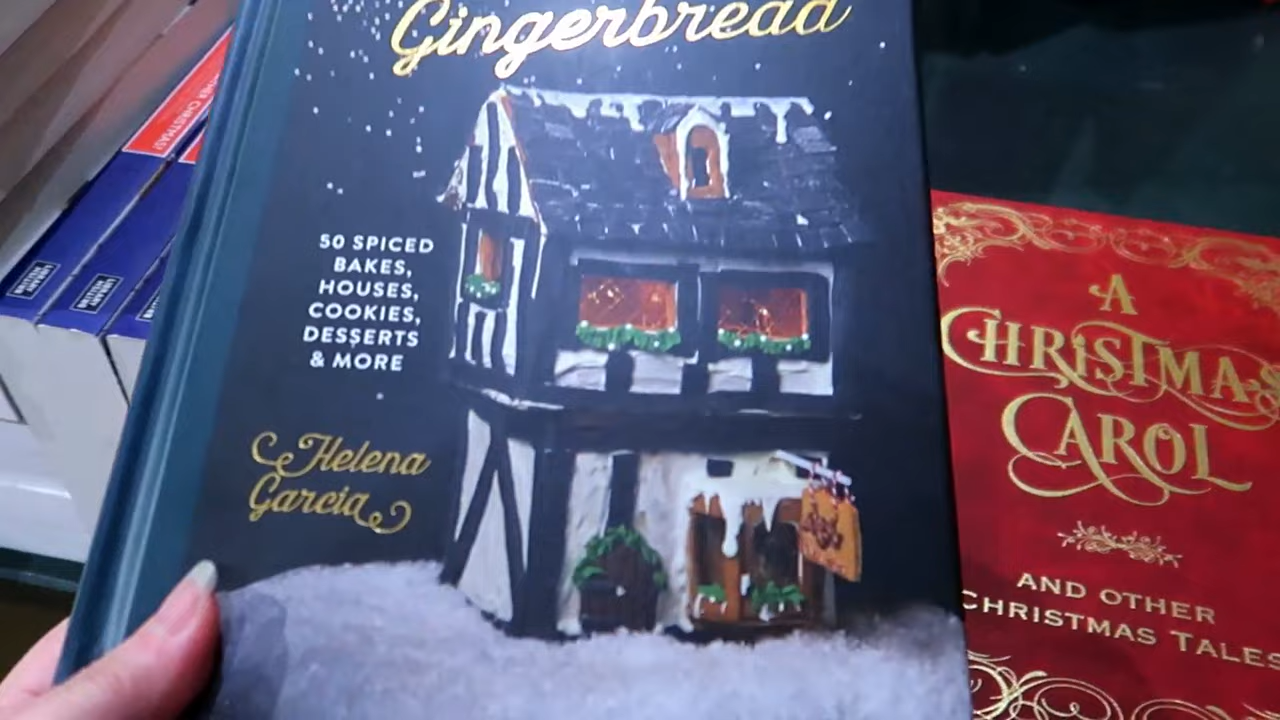 Gingerbread
50 SPICED
BAKES,
HOUSES,
COOKIES,
DESSERTS
& MORE
Helena
Garcia
A
CHRISTMAS
CAROL
AND OTHER
CHRISTMAS TALES